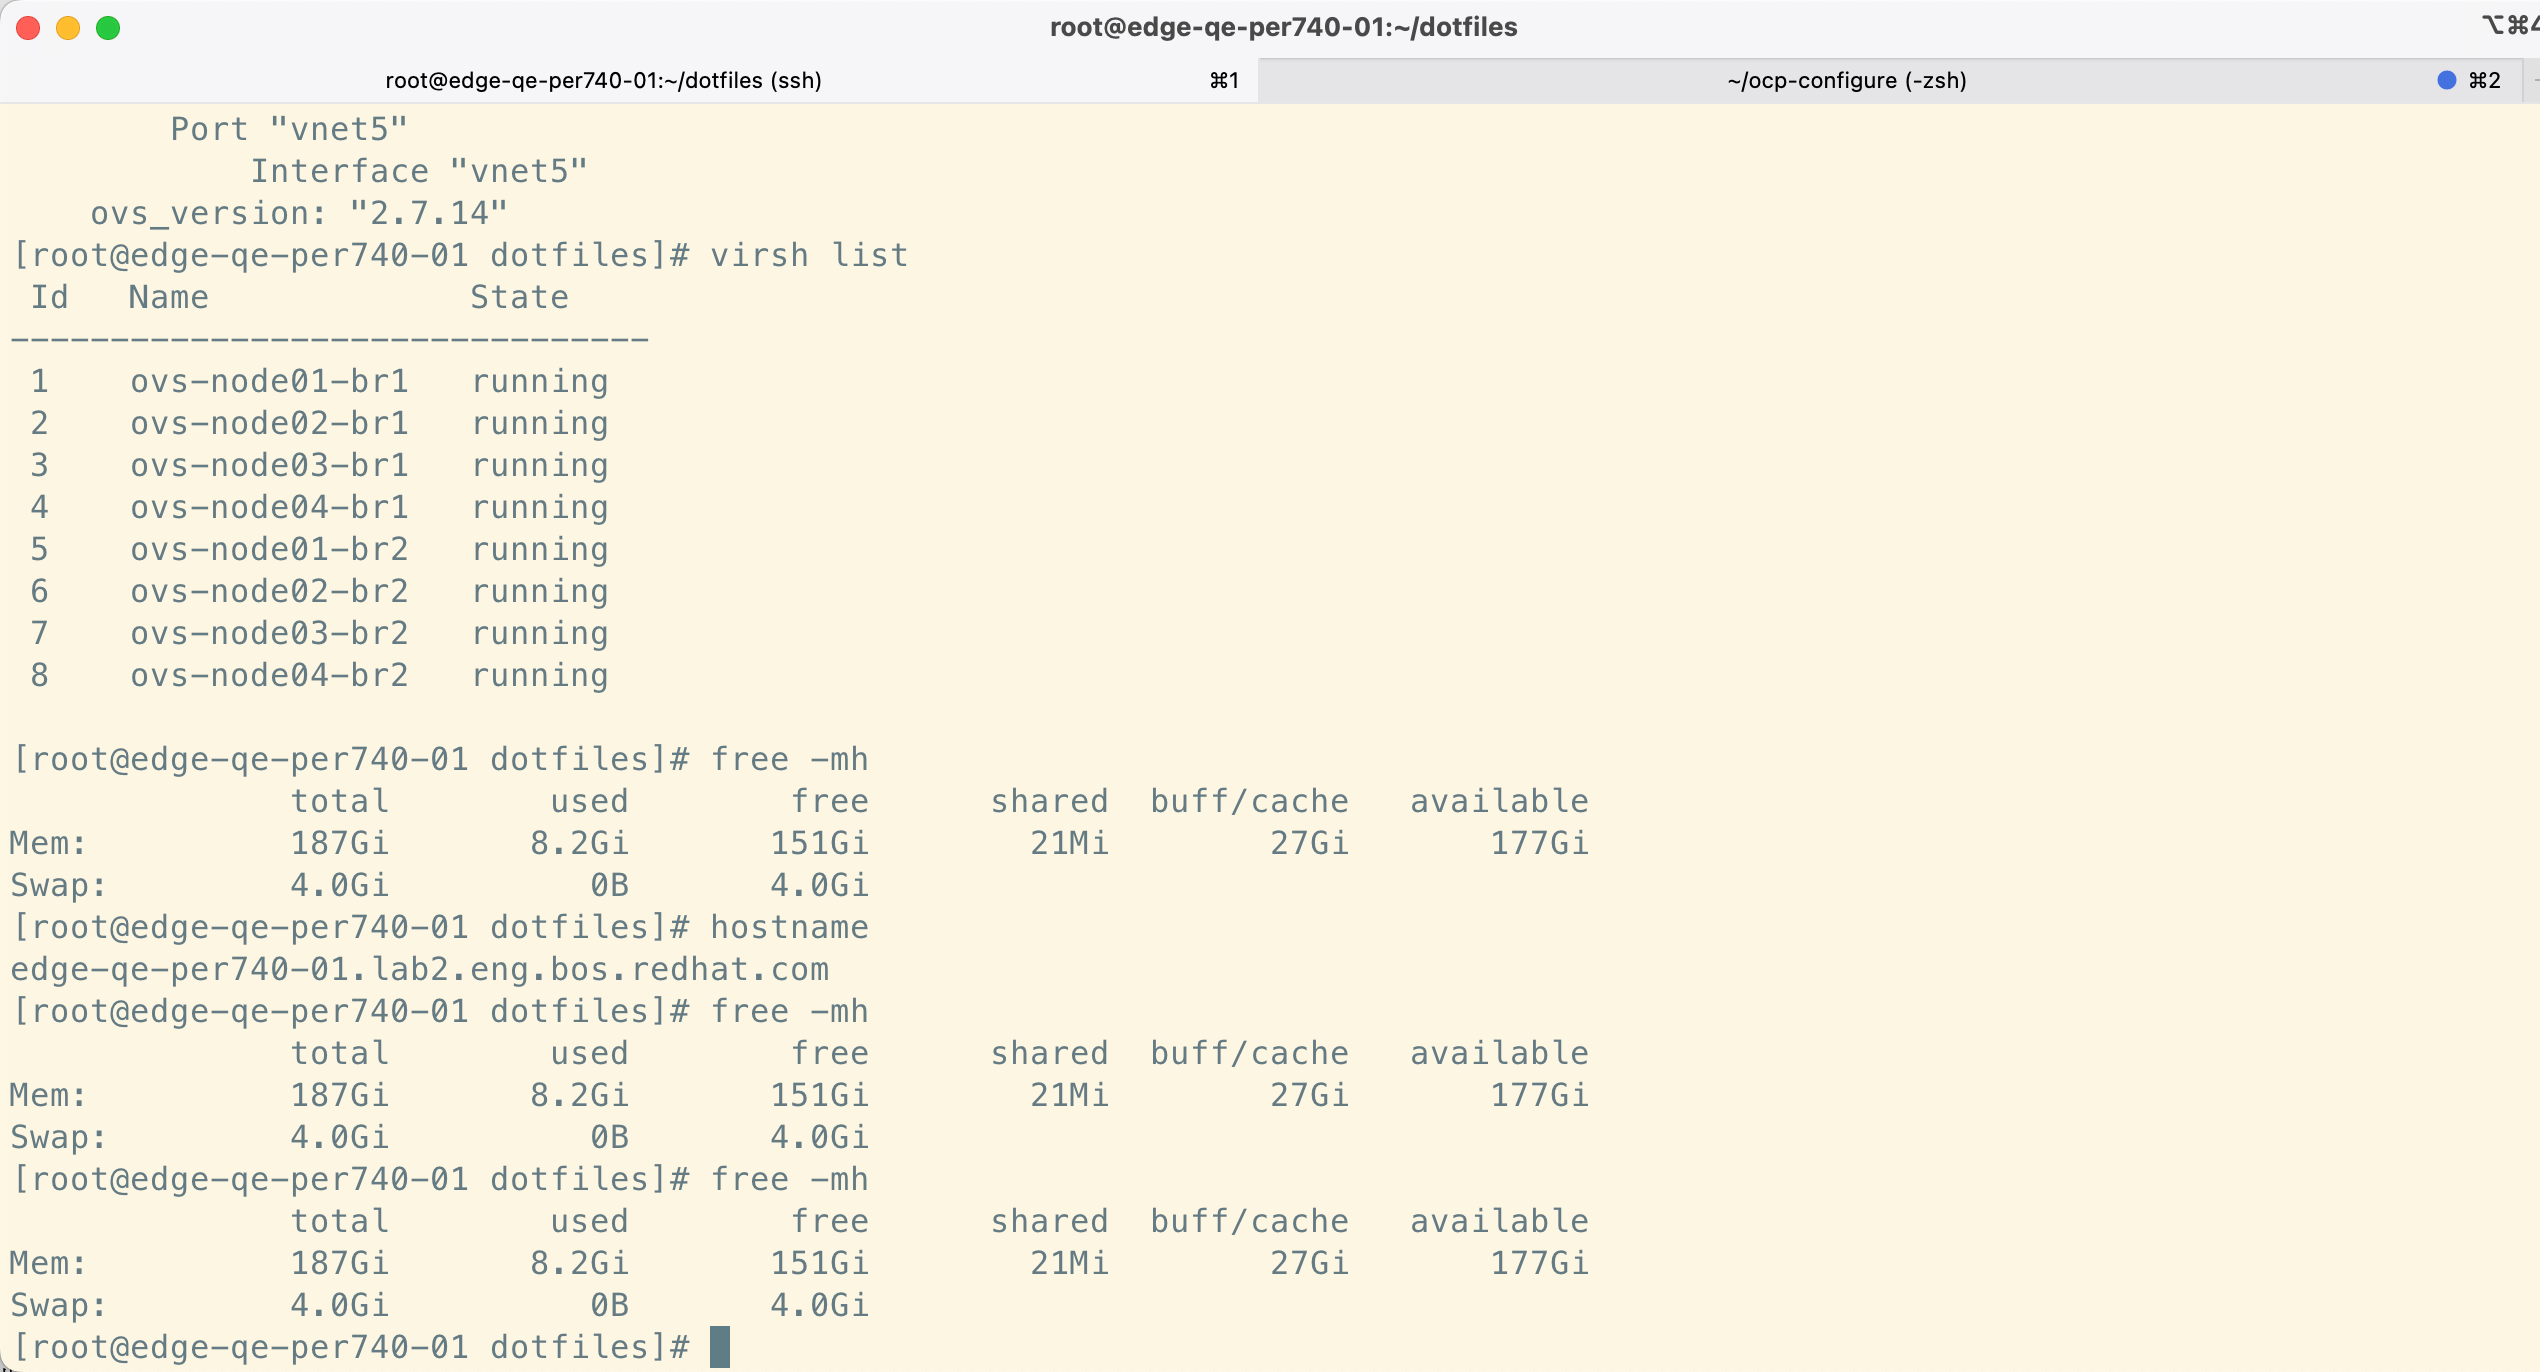 root@edge-qe-per740-01:~/dotfiles ⌥⌘4
root@edge-qe-per740-01:~/dotfiles (ssh) ⌘1 ~/ocp-configure (-zsh) ⌘2
        Port "vnet5"
            Interface "vnet5"
    ovs_version: "2.7.14"
[root@edge-qe-per740-01 dotfiles]# virsh list
 Id   Name             State
--------------------------------
 1    ovs-node01-br1   running
 2    ovs-node02-br1   running
 3    ovs-node03-br1   running
 4    ovs-node04-br1   running
 5    ovs-node01-br2   running
 6    ovs-node02-br2   running
 7    ovs-node03-br2   running
 8    ovs-node04-br2   running
[root@edge-qe-per740-01 dotfiles]# free -mh
              total        used        free      shared  buff/cache   available
Mem:          187Gi       8.2Gi       151Gi        21Mi        27Gi       177Gi
Swap:         4.0Gi          0B       4.0Gi
[root@edge-qe-per740-01 dotfiles]# hostname
edge-qe-per740-01.lab2.eng.bos.redhat.com
[root@edge-qe-per740-01 dotfiles]# free -mh
              total        used        free      shared  buff/cache   available
Mem:          187Gi       8.2Gi       151Gi        21Mi        27Gi       177Gi
Swap:         4.0Gi          0B       4.0Gi
[root@edge-qe-per740-01 dotfiles]# free -mh
              total        used        free      shared  buff/cache   available
Mem:          187Gi       8.2Gi       151Gi        21Mi        27Gi       177Gi
Swap:         4.0Gi          0B       4.0Gi
[root@edge-qe-per740-01 dotfiles]#